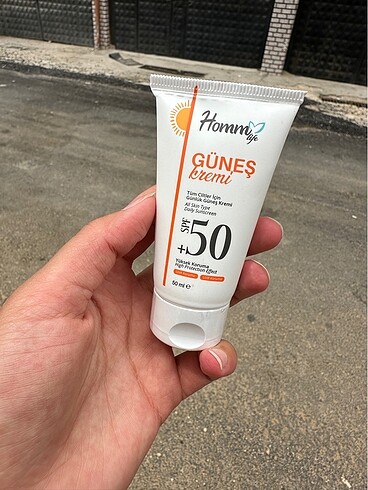 Homm
life
GÜNEŞ
kremi
Tüm Ciltler İçin
Günlük Güneş Kremi
All Skin Type
Daily Sunscreen
SPF
+50
Yüksek Koruma
High Protection Effect
50 ml e